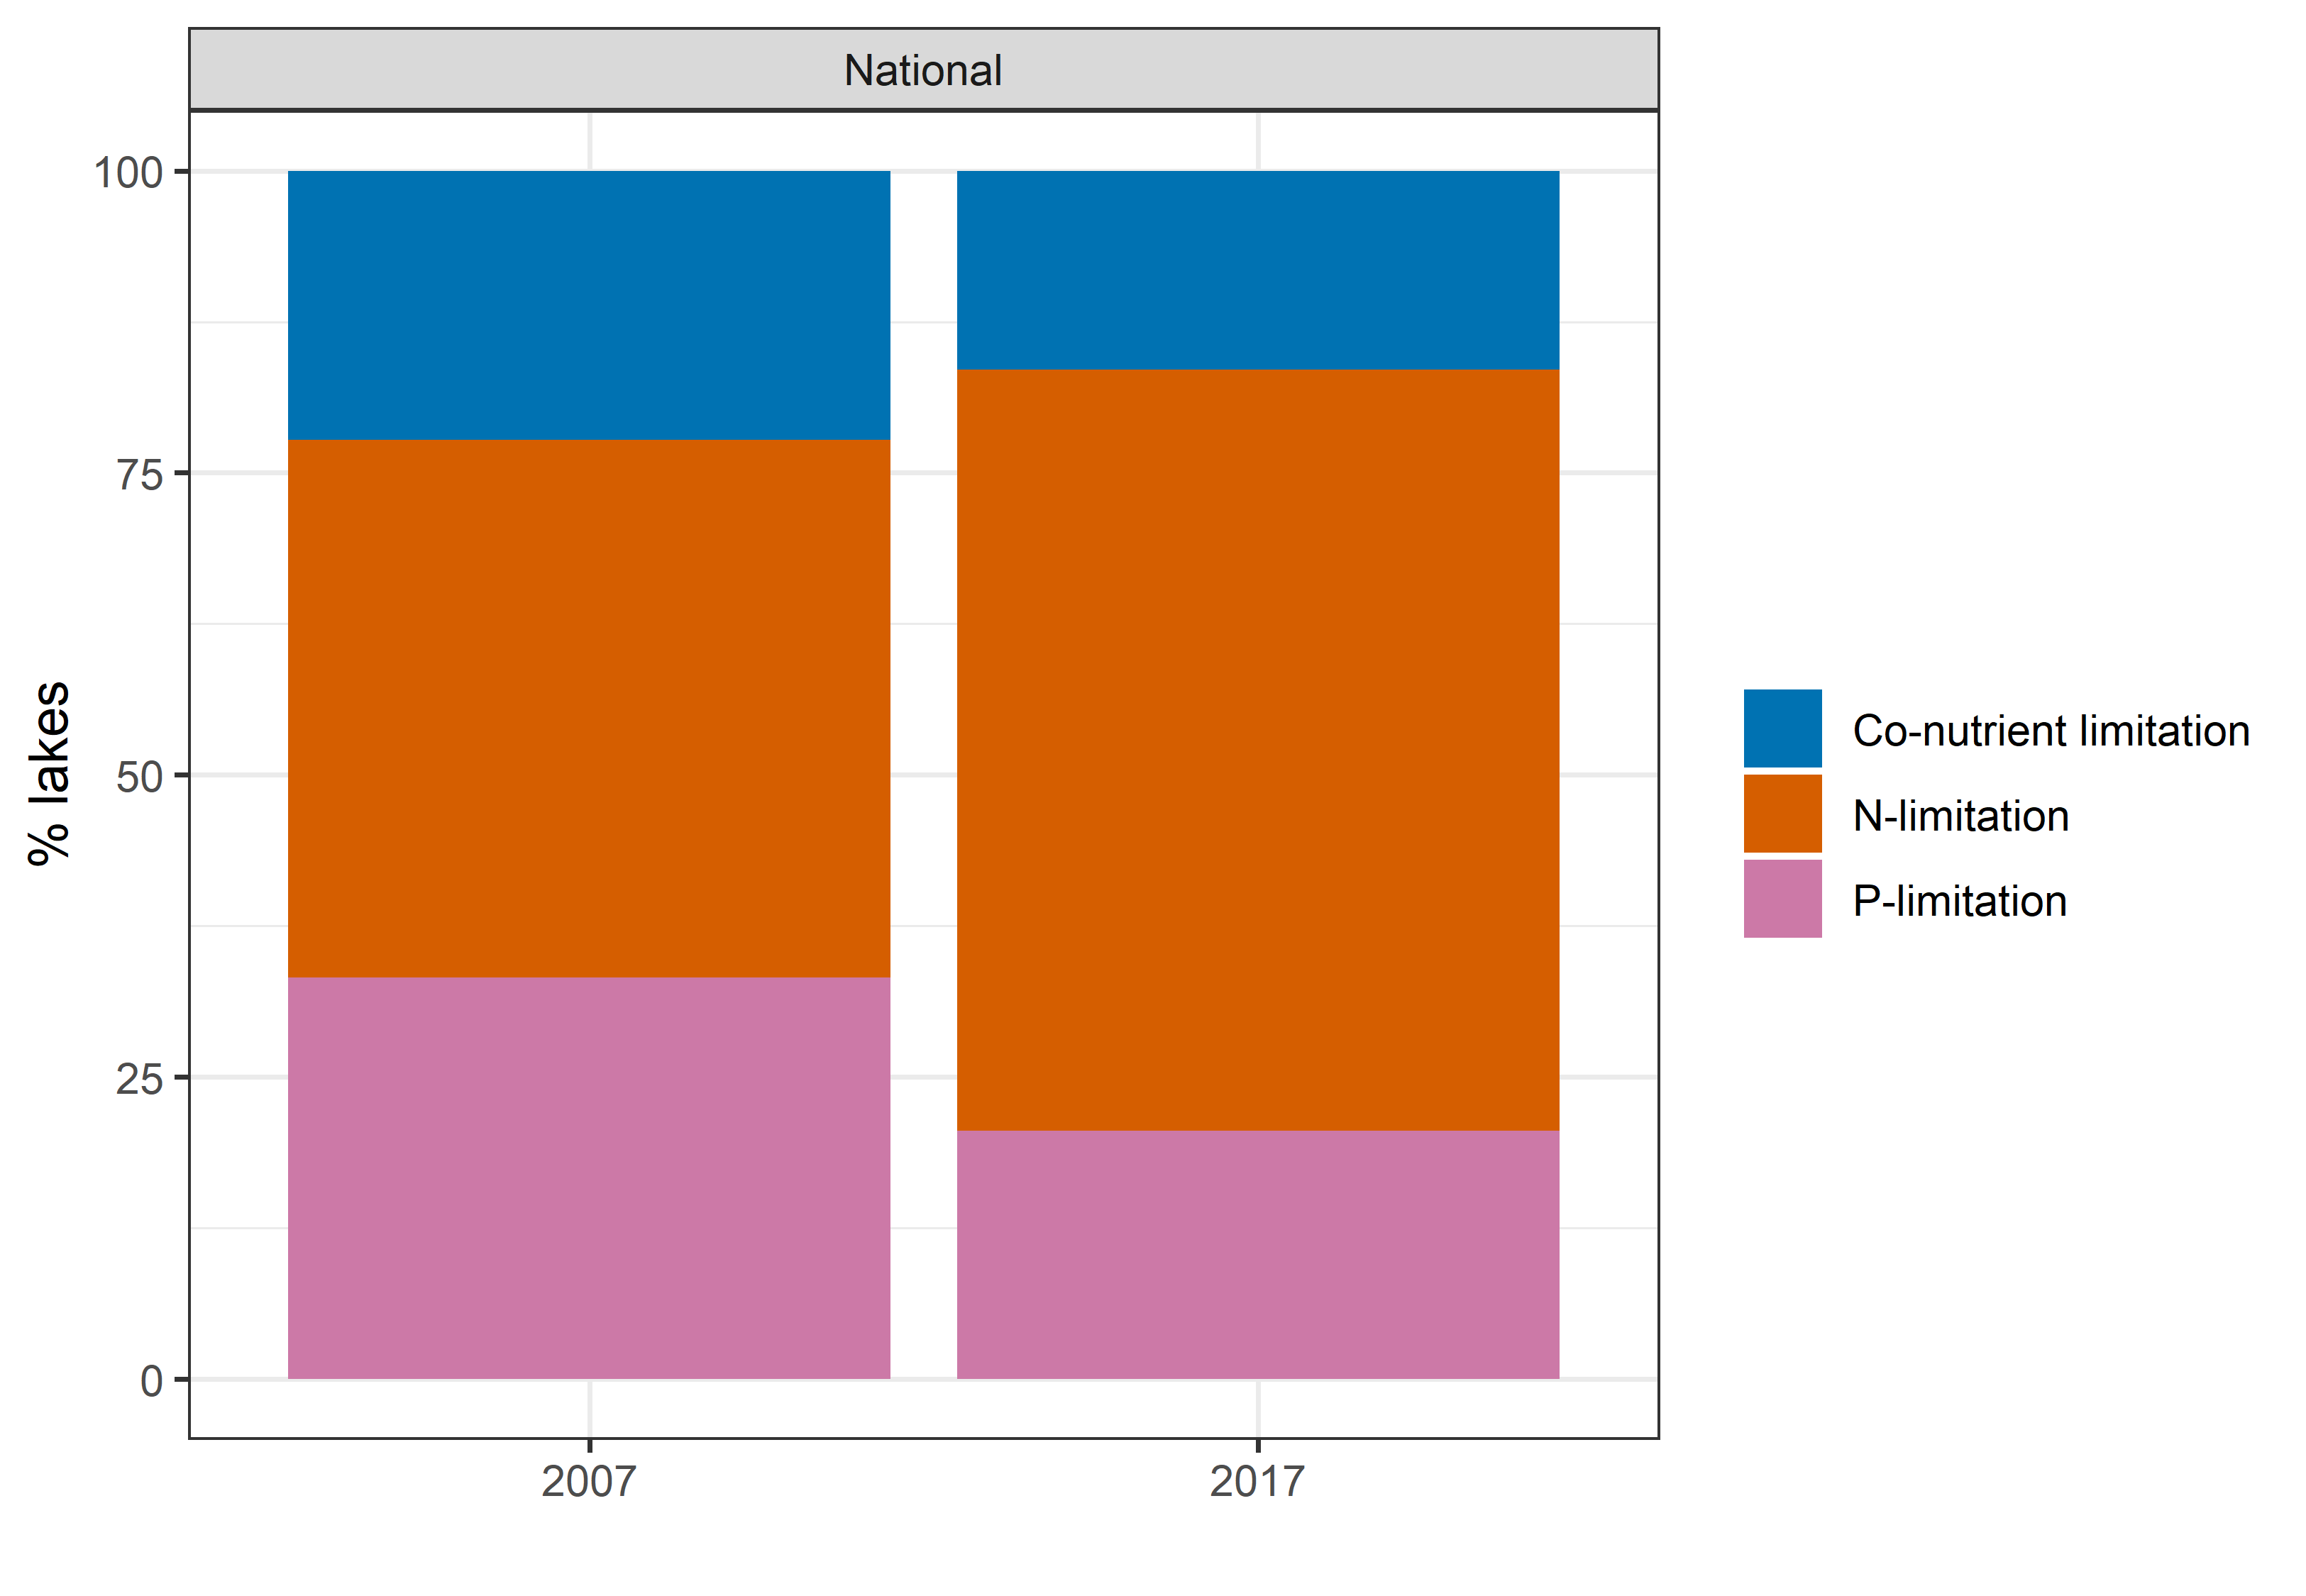 National
% lakes
100
75
50
25
0
2007
2017
Co-nutrient limitation
N-limitation
P-limitation